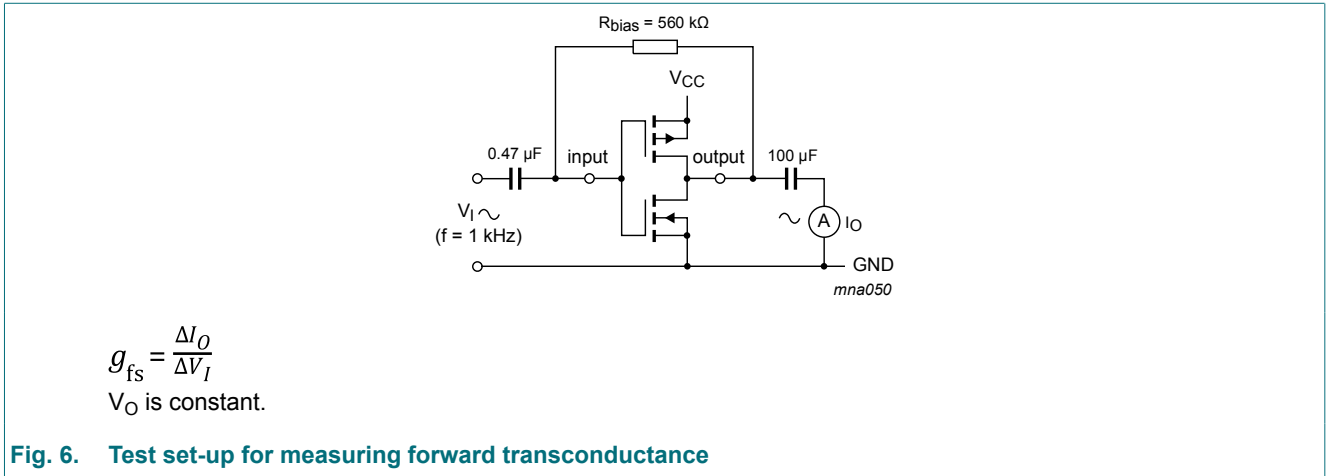 Rbias = 560 kΩ
VCC
0.47 µF
input
output
100 µF
VI
(f = 1 kHz)
A
IO
GND
mna050
gfs = ΔIO / ΔVI
VO is constant.
Fig. 6. Test set-up for measuring forward transconductance